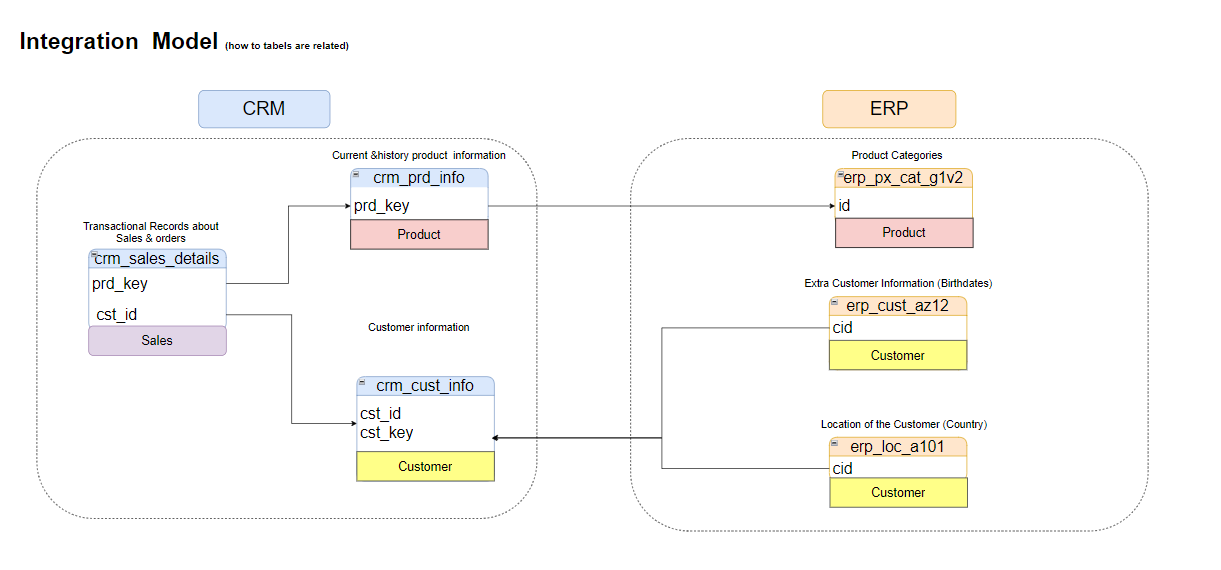 Integration Model (how to tabels are related)
CRM
ERP
Current &history product information
crm_prd_info
prd_key
Product
Transactional Records about
Sales & orders
crm_sales_details
prd_key
cst_id
Sales
Customer information
crm_cust_info
cst_id
cst_key
Customer
Product Categories
erp_px_cat_g1v2
id
Product
Extra Customer Information (Birthdates)
erp_cust_az12
cid
Customer
Location of the Customer (Country)
erp_loc_a101
cid
Customer